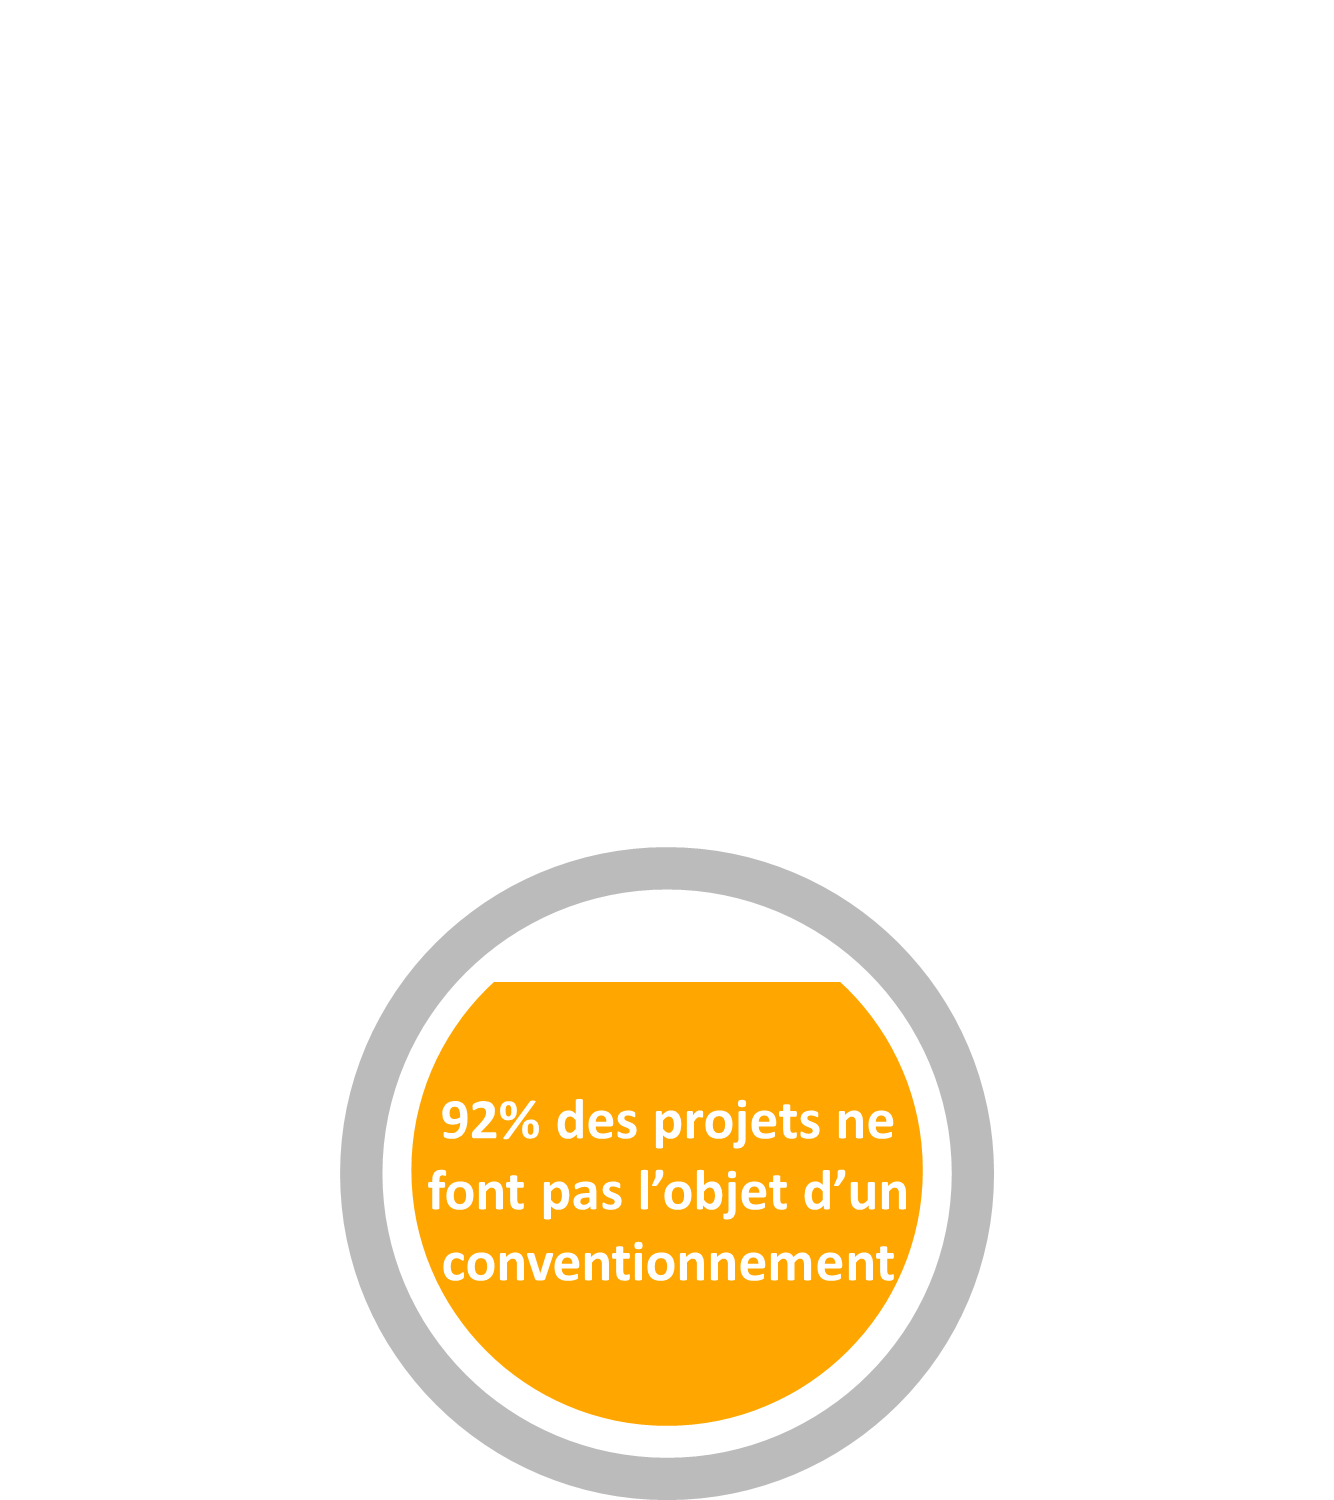 92% des projets ne
font pas l’objet d’un
conventionnement